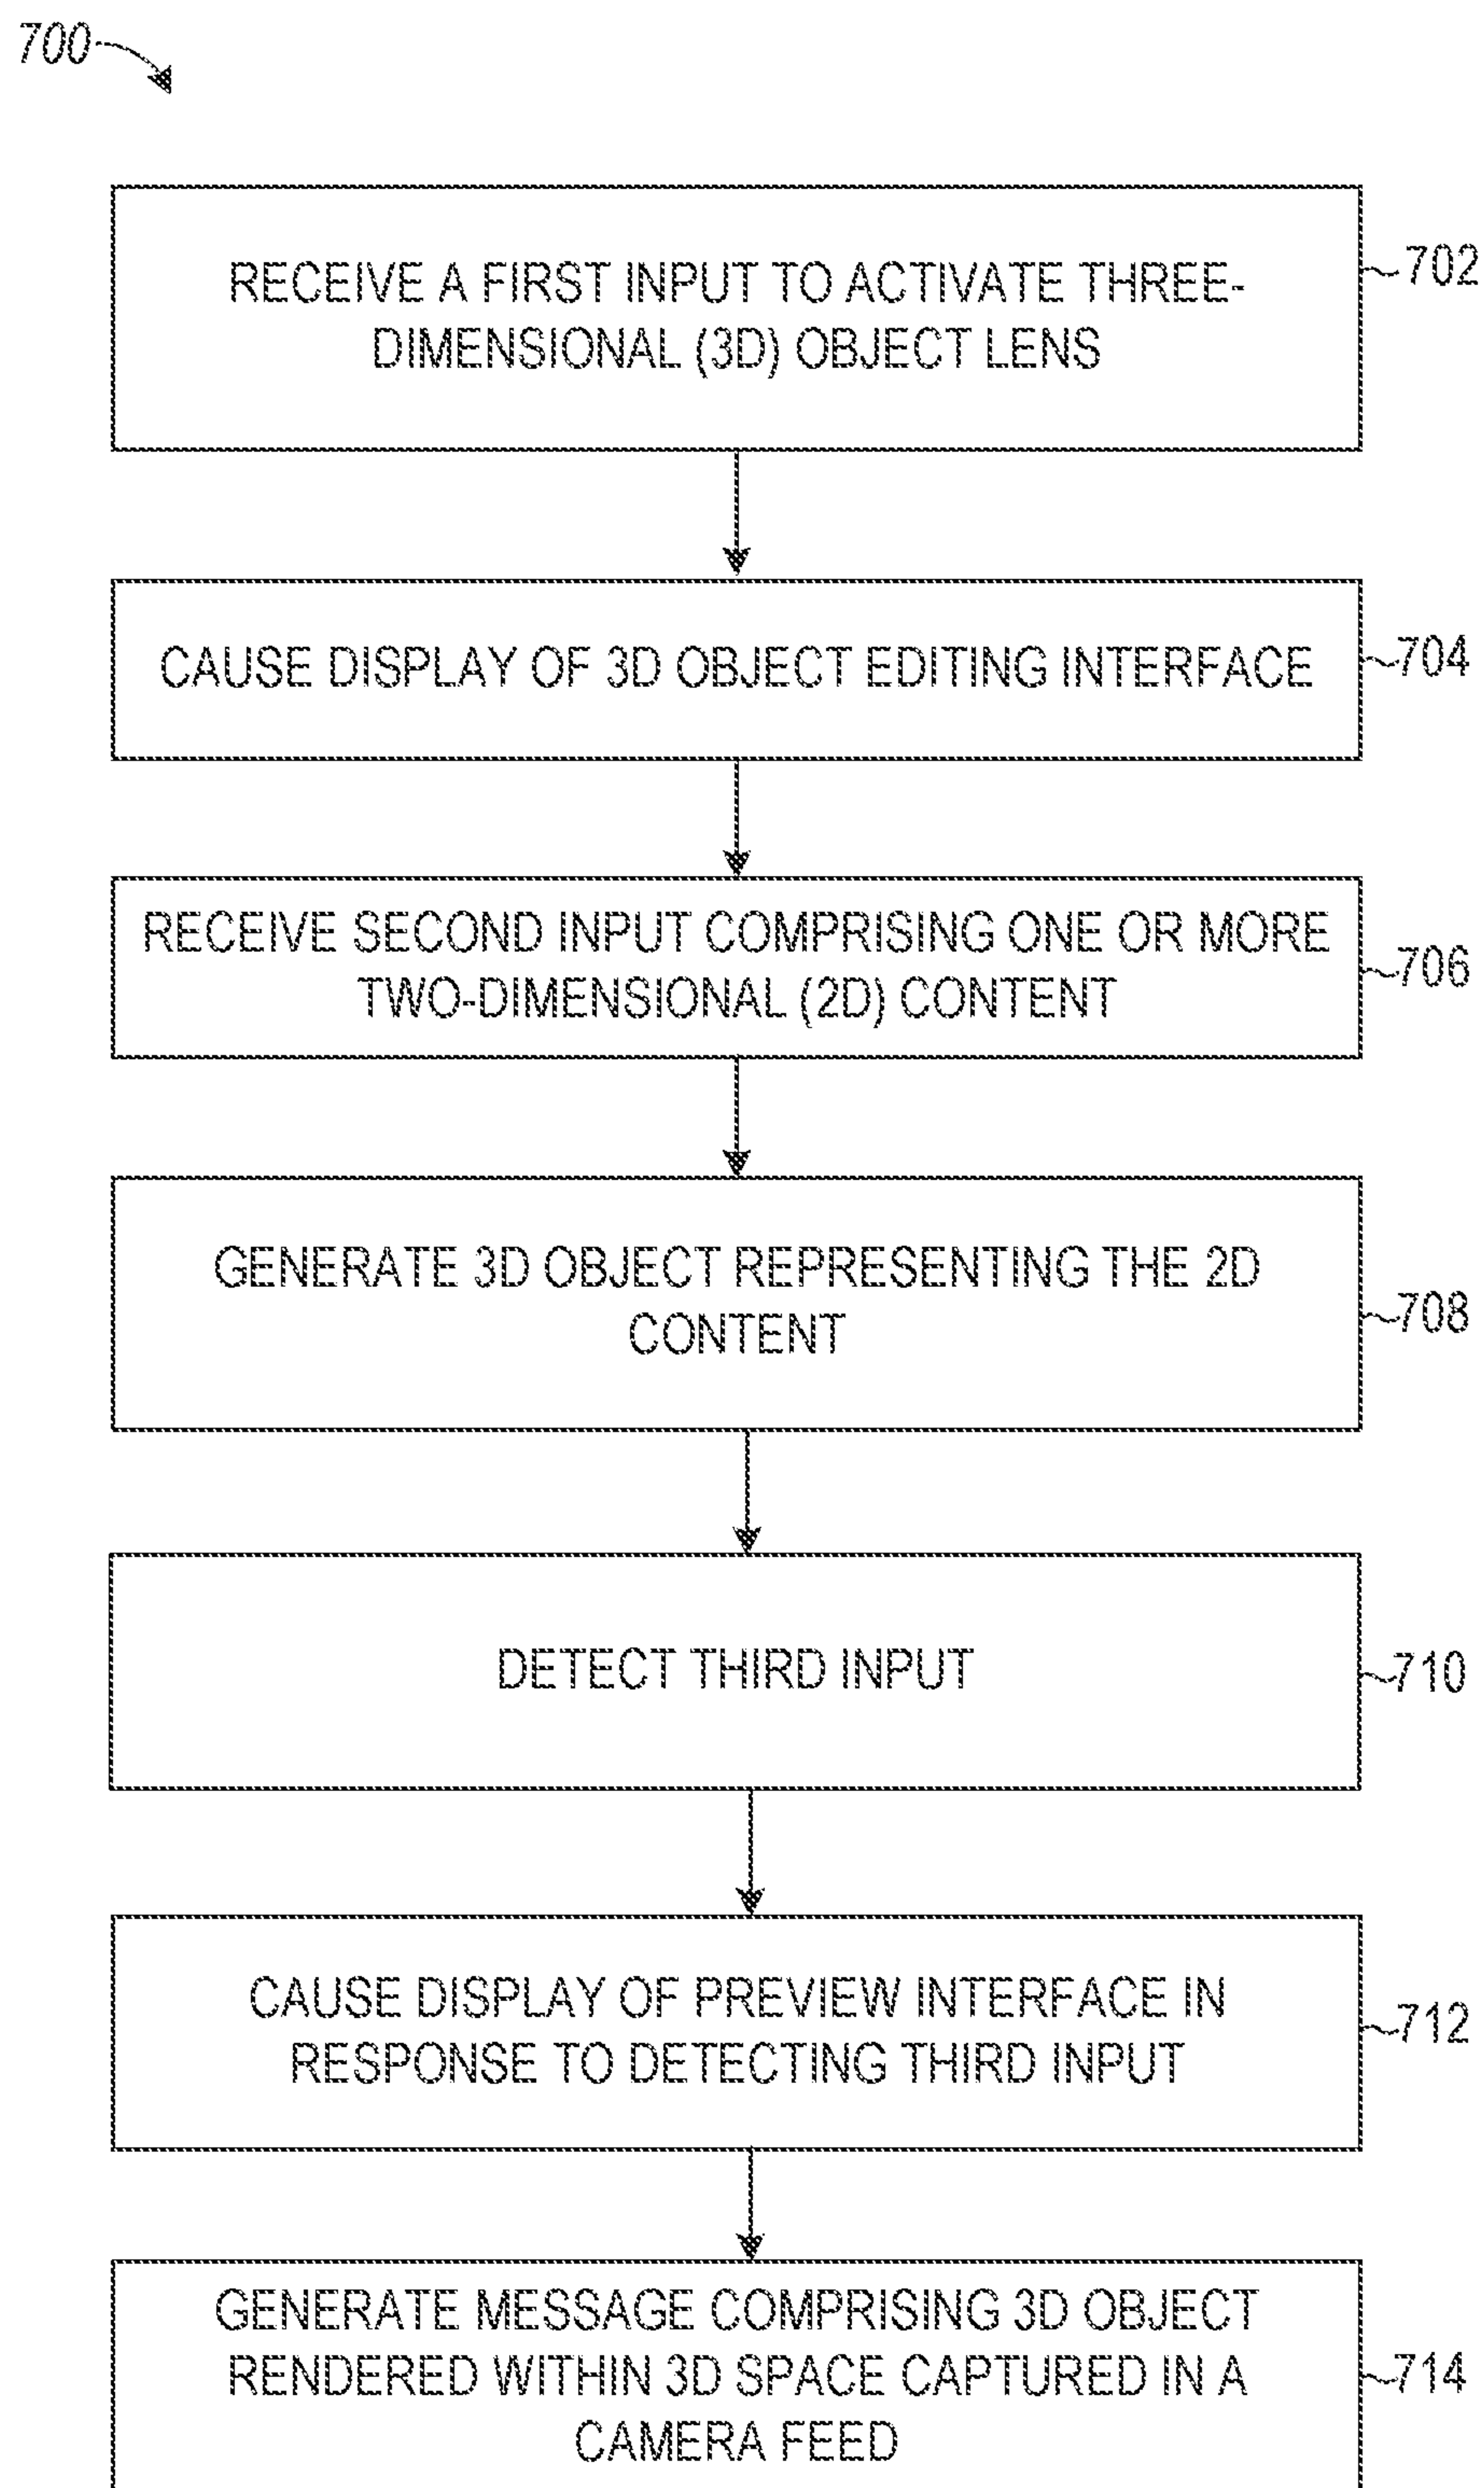 700
RECEIVE A FIRST INPUT TO ACTIVATE THREE-
DIMENSIONAL (3D) OBJECT LENS
702
CAUSE DISPLAY OF 3D OBJECT EDITING INTERFACE
704
RECEIVE SECOND INPUT COMPRISING ONE OR MORE
TWO-DIMENSIONAL (2D) CONTENT
706
GENERATE 3D OBJECT REPRESENTING THE 2D
CONTENT
708
DETECT THIRD INPUT
710
CAUSE DISPLAY OF PREVIEW INTERFACE IN
RESPONSE TO DETECTING THIRD INPUT
712
GENERATE MESSAGE COMPRISING 3D OBJECT
RENDERED WITHIN 3D SPACE CAPTURED IN A
CAMERA FEED
714